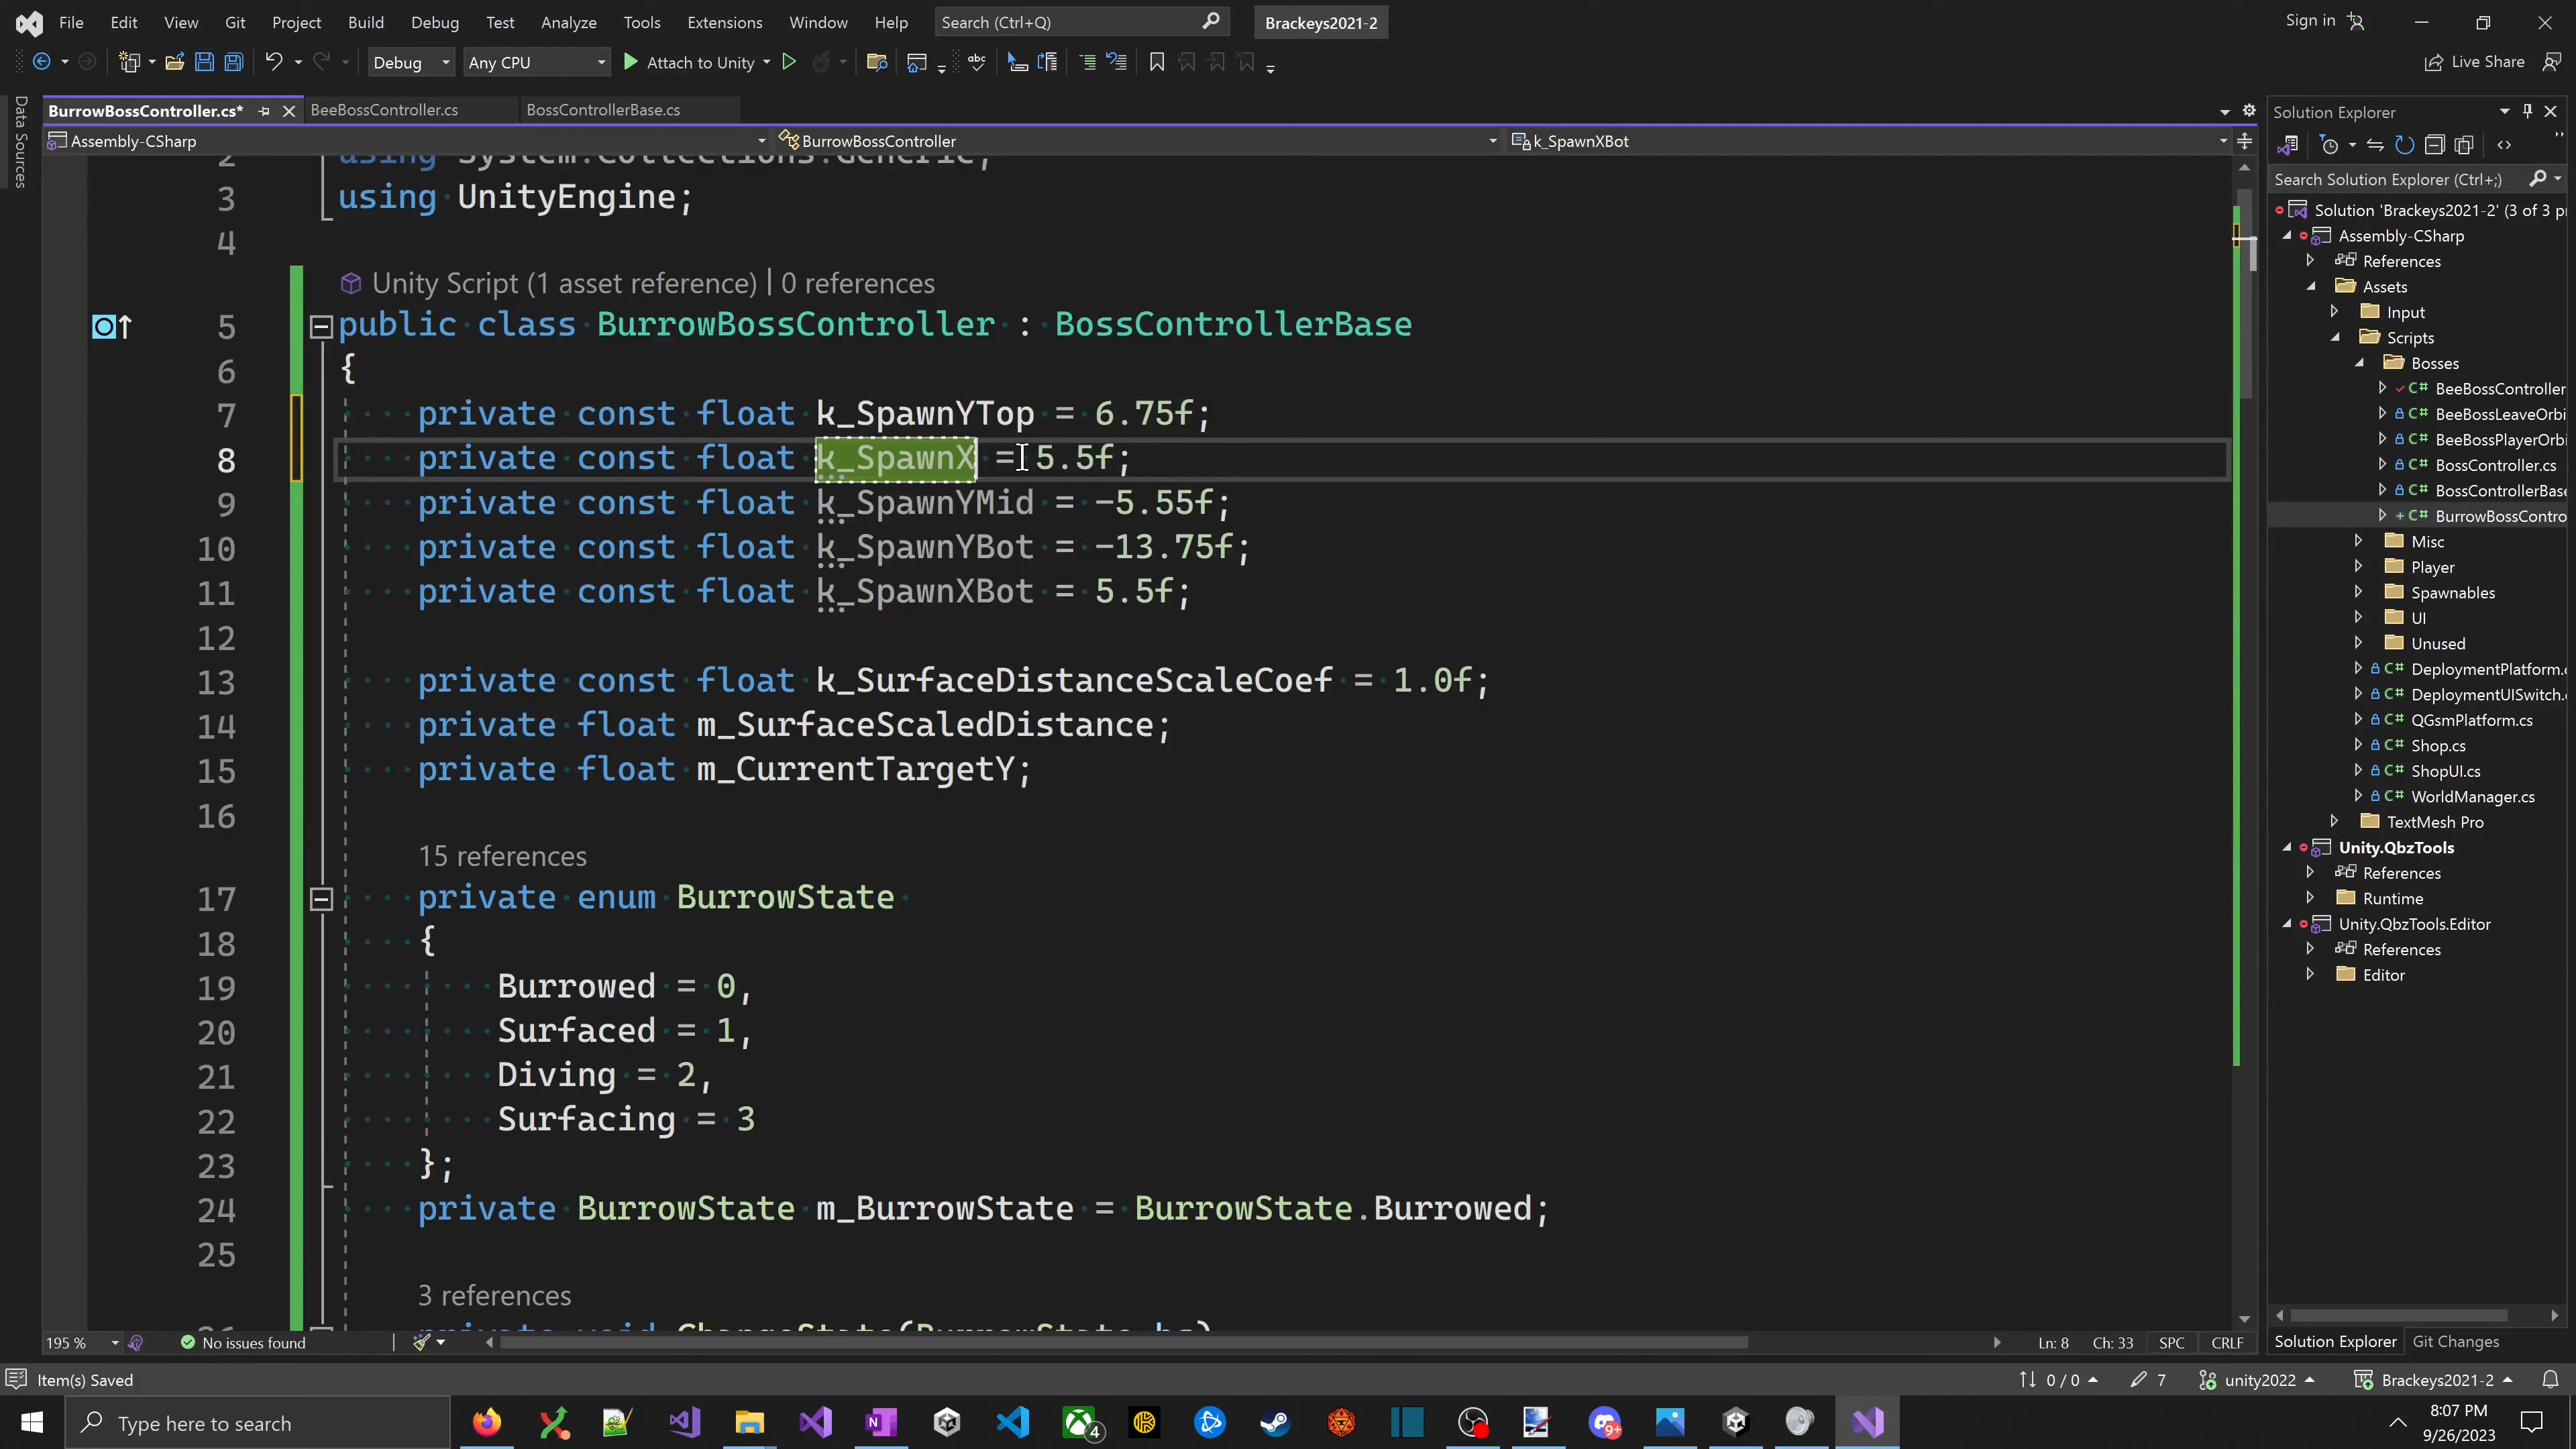 File Edit View Git Project Build Debug Test Analyze Tools Extensions Window Help Search (Ctrl+Q) Brackeys2021-2 Sign in
Debug Any CPU Attach to Unity Live Share
Data Sources
BurrowBossController.cs* BeeBossController.cs BossControllerBase.cs
Assembly-CSharp BurrowBossController k_SpawnXBot
2 using System.Collections.Generic;
3 using UnityEngine;
4
Unity Script (1 asset reference) | 0 references
5 public class BurrowBossController : BossControllerBase
6 {
7 private const float k_SpawnYTop = 6.75f;
8 private const float k_SpawnX = 5.5f;
9 private const float k_SpawnYMid = -5.55f;
10 private const float k_SpawnYBot = -13.75f;
11 private const float k_SpawnXBot = 5.5f;
12
13 private const float k_SurfaceDistanceScaleCoef = 1.0f;
14 private float m_SurfaceScaledDistance;
15 private float m_CurrentTargetY;
16
15 references
17 private enum BurrowState
18 {
19 Burrowed = 0,
20 Surfaced = 1,
21 Diving = 2,
22 Surfacing = 3
23 };
24 private BurrowState m_BurrowState = BurrowState.Burrowed;
25
3 references
195 % No issues found Ln: 8 Ch: 33 SPC CRLF
Solution Explorer
Search Solution Explorer (Ctrl+;)
Solution 'Brackeys2021-2' (3 of 3 pr
Assembly-CSharp
References
Assets
Input
Scripts
Bosses
C# BeeBossController
C# BeeBossLeaveOrbi
C# BeeBossPlayerOrbi
C# BossController.cs
C# BossControllerBase
C# BurrowBossContro
Misc
Player
Spawnables
UI
Unused
C# DeploymentPlatform.c
C# DeploymentUISwitch.c
C# QGsmPlatform.cs
C# Shop.cs
C# ShopUI.cs
C# WorldManager.cs
TextMesh Pro
Unity.QbzTools
References
Runtime
Unity.QbzTools.Editor
References
Editor
Solution Explorer Git Changes
Item(s) Saved 0 / 0 7 unity2022 Brackeys2021-2
Type here to search 4 9+ 8:07 PM
9/26/2023